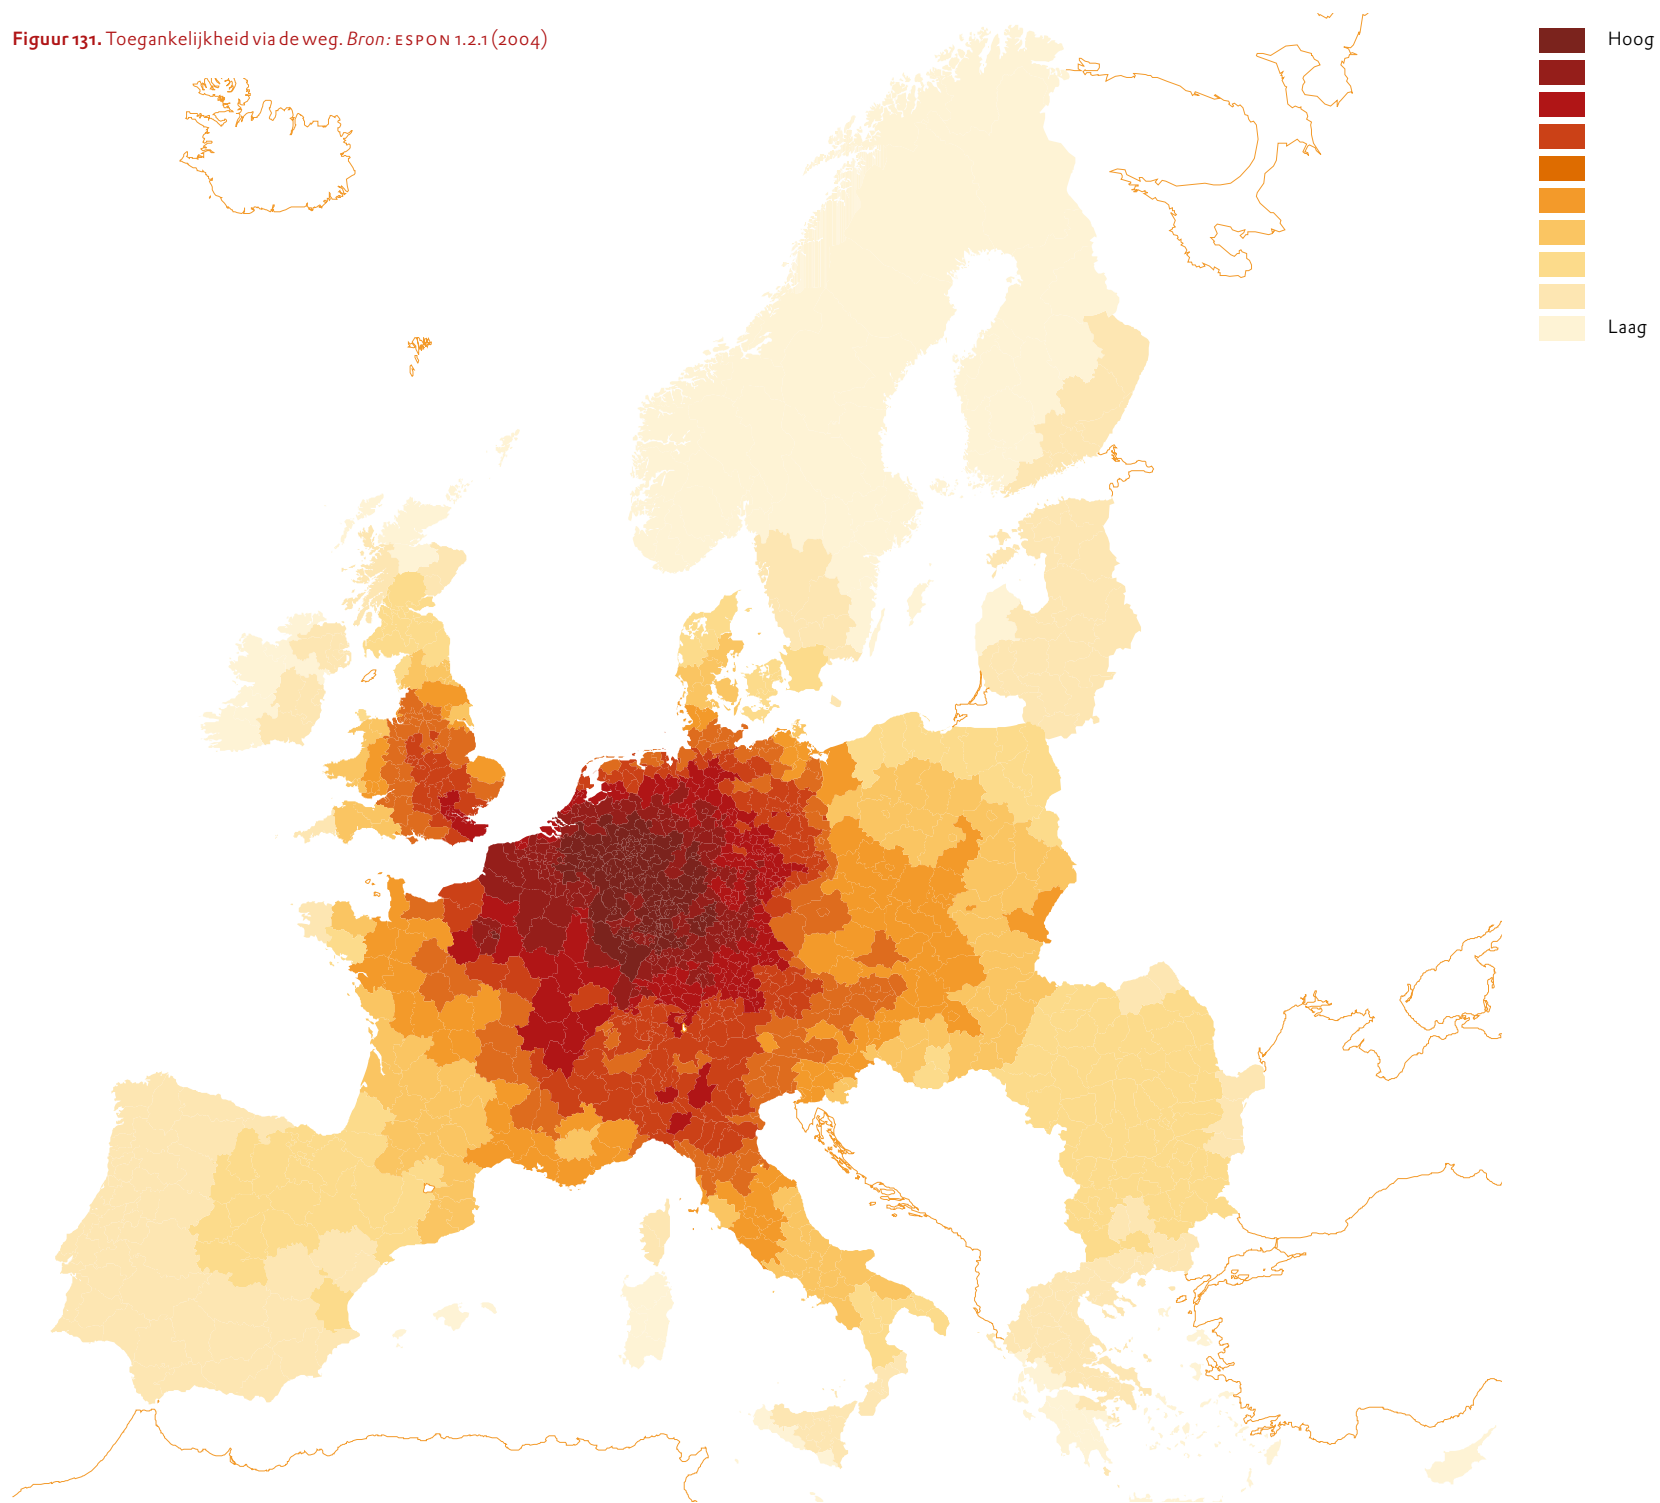 Figuur 131. Toegankelijkheid via de weg. Bron: ESPON 1.2.1 (2004)
Hoog
Laag